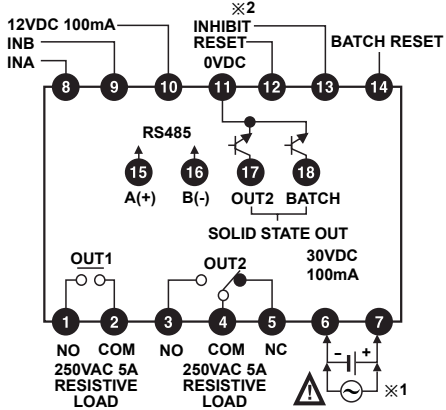 ※2
12VDC 100mA
INHIBIT
INB
RESET
BATCH RESET
INA
0VDC
8 9 10 11 12 13 14
RS485
15 16 17 18
A(+) B(-) OUT2 BATCH
SOLID STATE OUT
30VDC
100mA
OUT1
OUT2
1 2 3 4 5 6 7
NO COM NO COM NC
- +
250VAC 5A
RESISTIVE
LOAD
250VAC 5A
RESISTIVE
LOAD
! ※1